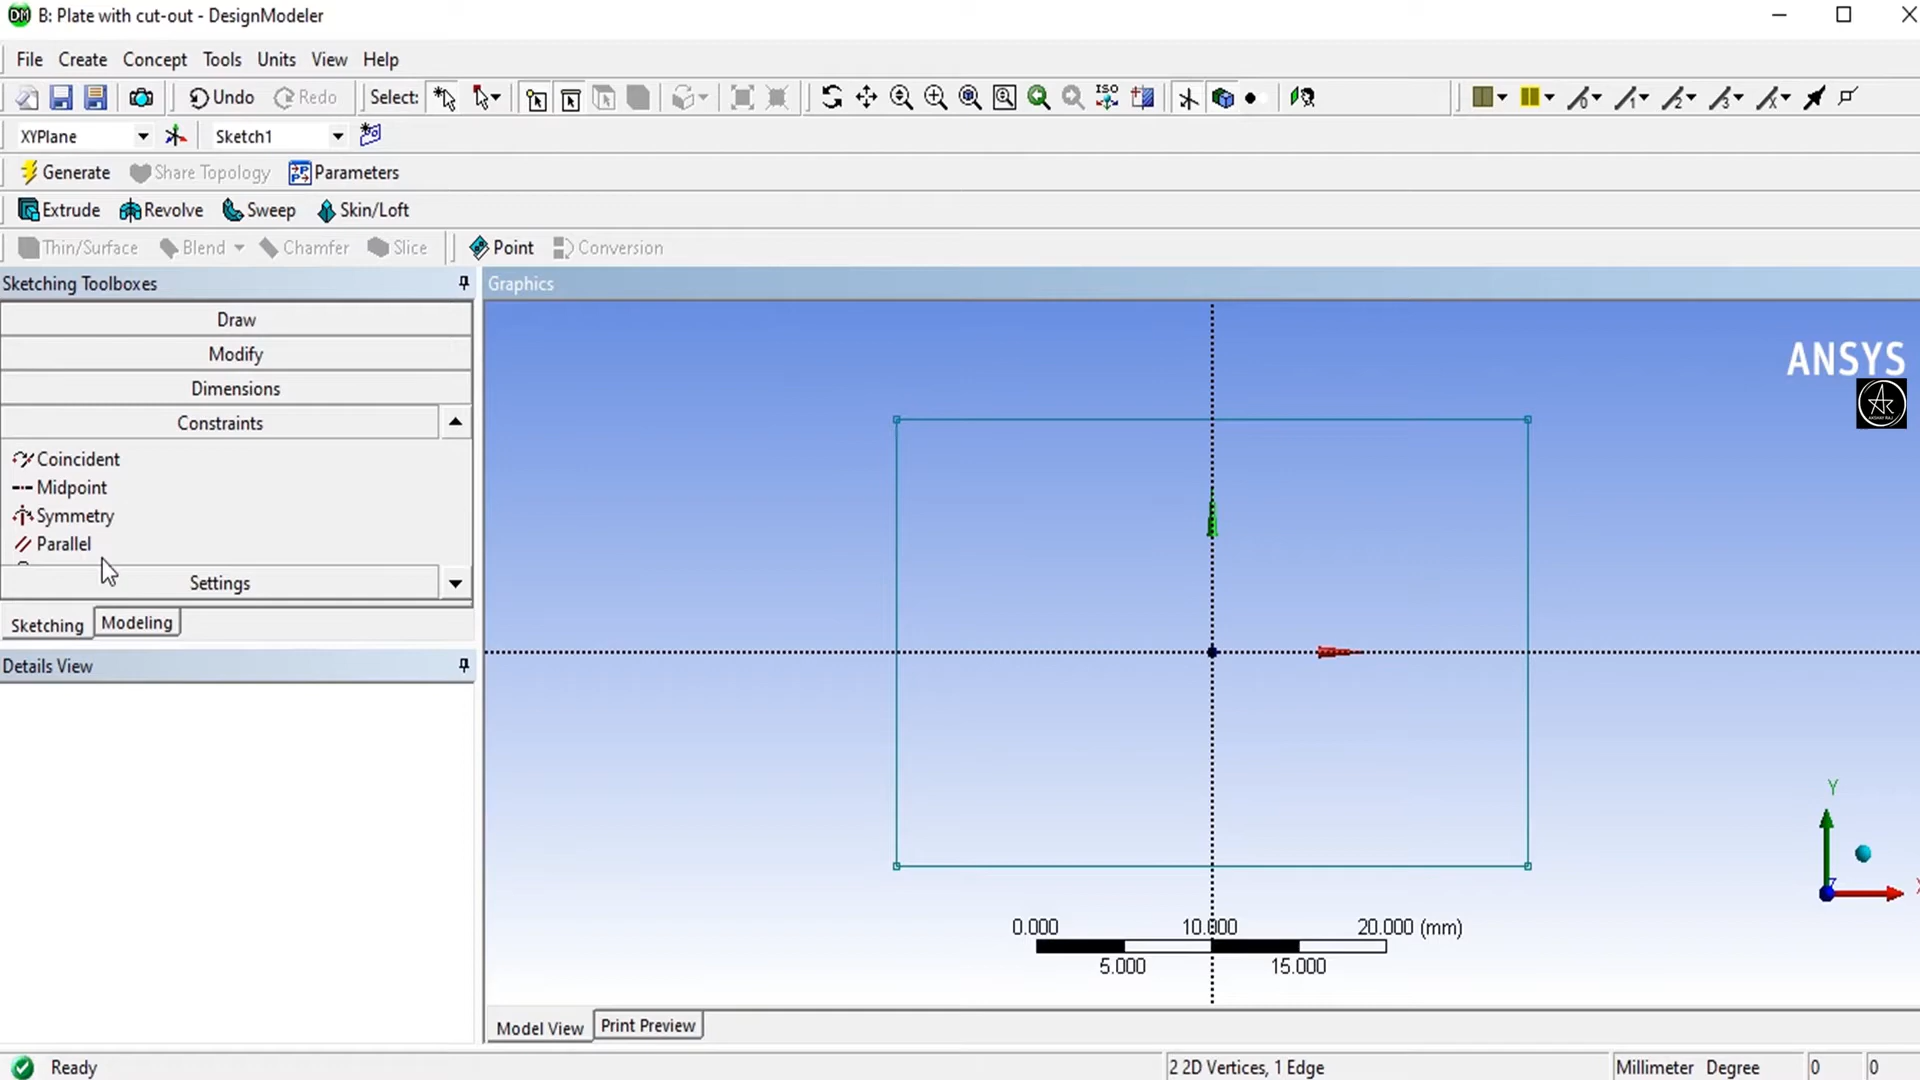 B: Plate with cut-out - DesignModeler
File Create Concept Tools Units View Help
Undo Redo Select: ISO
XYPlane Sketch1
Generate Share Topology Parameters
Extrude Revolve Sweep Skin/Loft
Thin/Surface Blend Chamfer Slice Point Conversion
Sketching Toolboxes
Draw
Modify
Dimensions
Constraints
Coincident
Midpoint
Symmetry
Parallel
Settings
Sketching Modeling
Details View
Graphics
ANSYS
Y
X
0.000 10.000 20.000 (mm)
5.000 15.000
Model View Print Preview
Ready 2 2D Vertices, 1 Edge Millimeter Degree 0 0